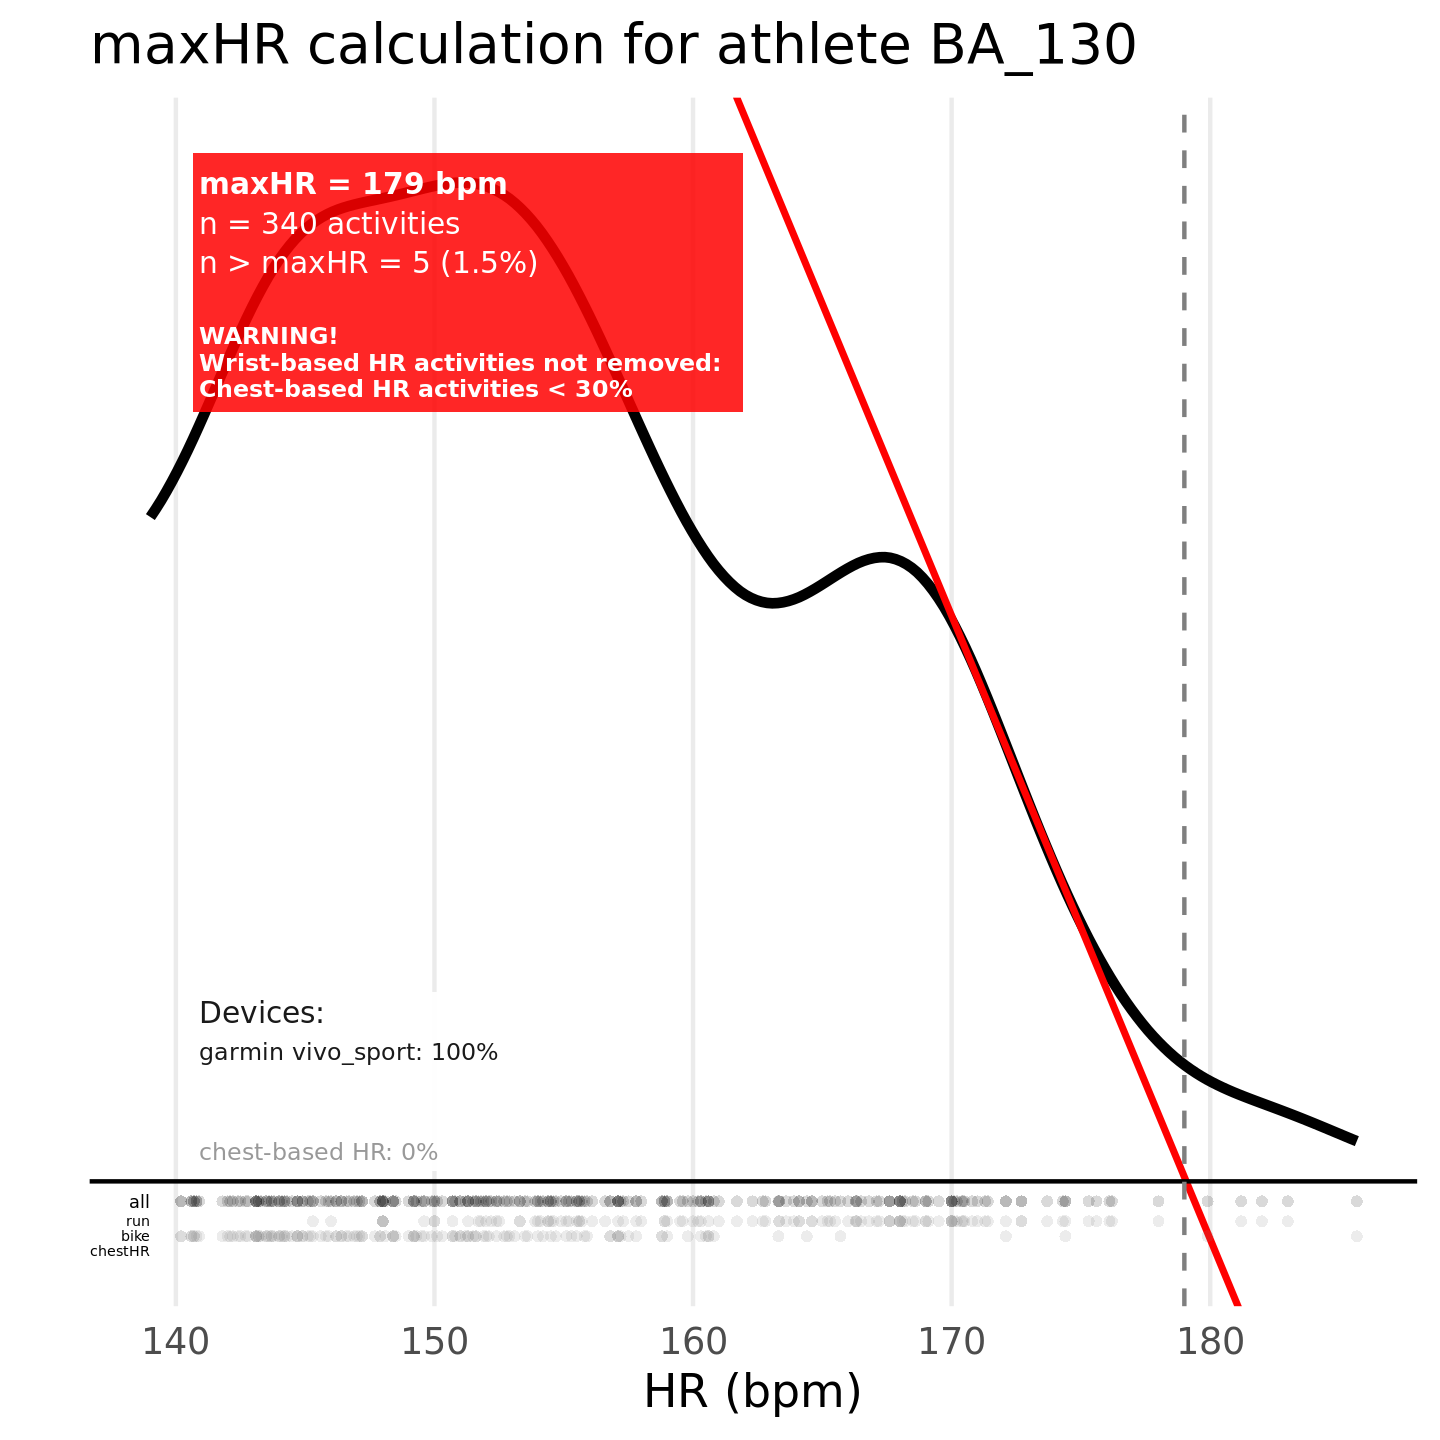 maxHR calculation for athlete BA_130
maxHR = 179 bpm
n = 340 activities
n > maxHR = 5 (1.5%)
WARNING!
Wrist-based HR activities not removed:
Chest-based HR activities < 30%
Devices:
garmin vivo_sport: 100%
chest-based HR: 0%
all
run
bike
chestHR
140 150 160 170 180
HR (bpm)